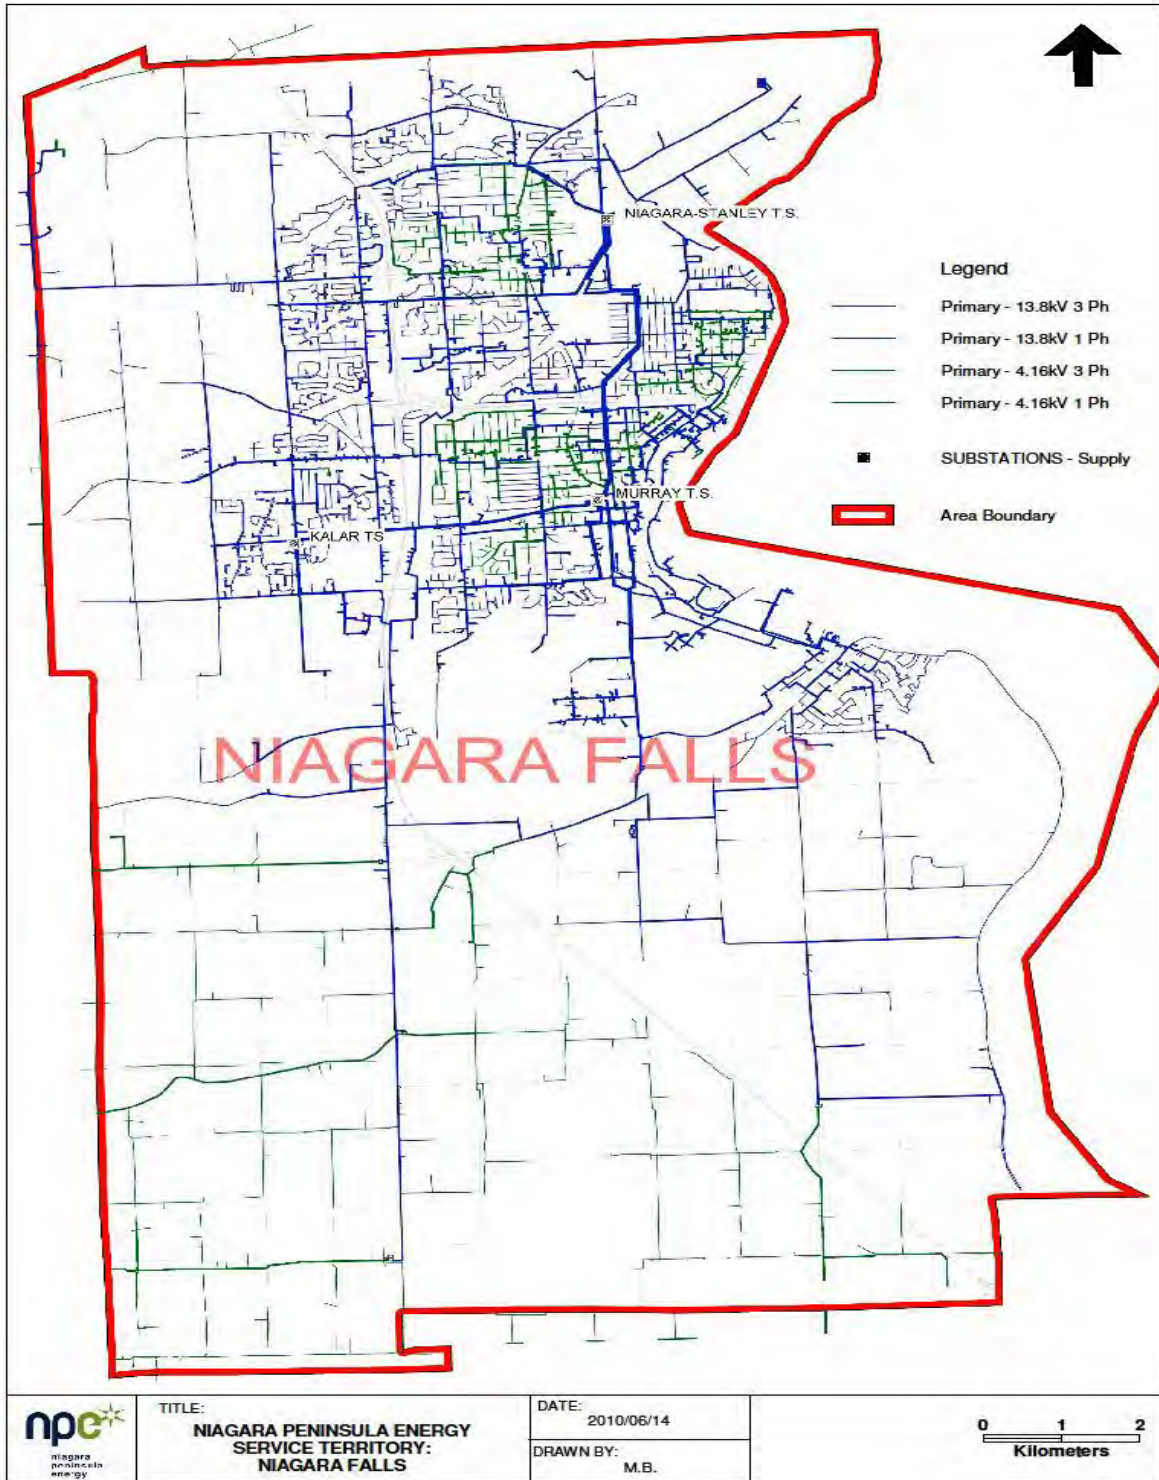 NIAGARA-STANLEY T.S.
Legend
Primary - 13.8kV 3 Ph
Primary - 13.8kV 1 Ph
Primary - 4.16kV 3 Ph
Primary - 4.16kV 1 Ph
SUBSTATIONS - Supply
MURRAY T.S.
Area Boundary
KALAR TS
NIAGARA FALLS
npe
niagara
peninsula
energy
TITLE:
NIAGARA PENINSULA ENERGY
SERVICE TERRITORY:
NIAGARA FALLS
DATE:
2010/06/14
DRAWN BY:
M.B.
0 1 2
Kilometers